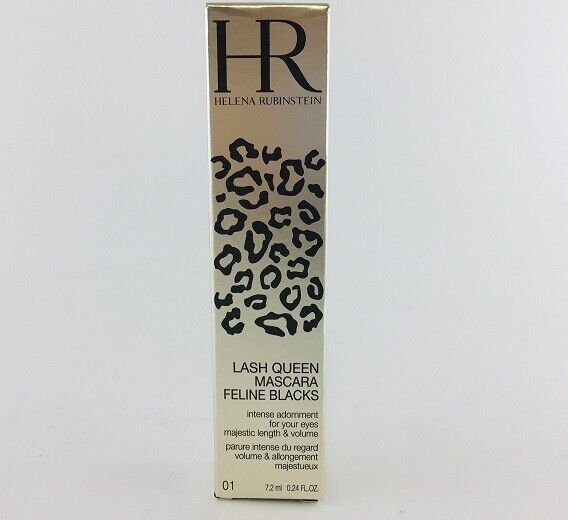 HR
HELENA RUBINSTEIN
LASH QUEEN
MASCARA
FELINE BLACKS
intense adornment
for your eyes
majestic length & volume
parure intense du regard
volume & allongement
majestueux
01 7.2 ml 0.24 FL.OZ.